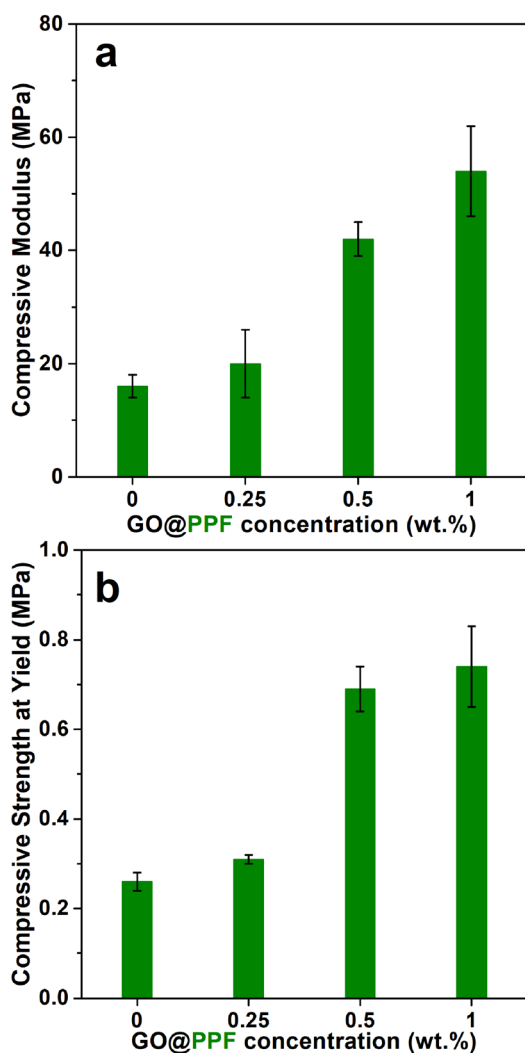 a
Compressive Modulus (MPa)
80
60
40
20
0
0 0.25 0.5 1
GO@PPF concentration (wt.%)
b
Compressive Strength at Yield (MPa)
1.0
0.8
0.6
0.4
0.2
0.0
0 0.25 0.5 1
GO@PPF concentration (wt.%)